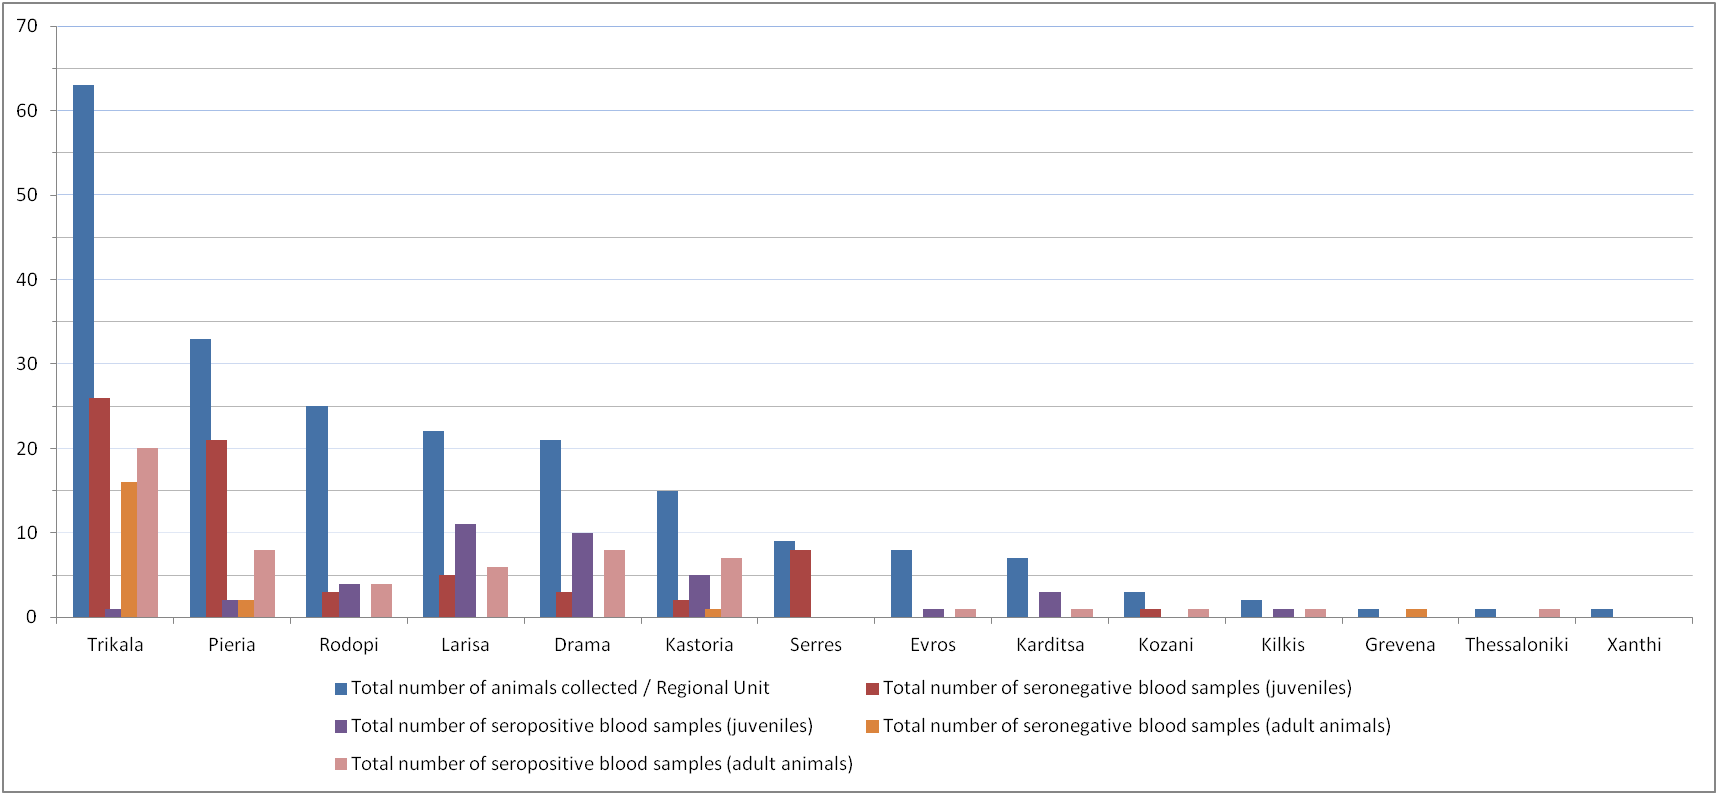 70
60
50
40
30
20
10
0
Trikala Pieria Rodopi Larisa Drama Kastoria Serres Evros Karditsa Kozani Kilkis Grevena Thessaloniki Xanthi
Total number of animals collected / Regional Unit Total number of seronegative blood samples (juveniles)
Total number of seropositive blood samples (juveniles) Total number of seronegative blood samples (adult animals)
Total number of seropositive blood samples (adult animals)